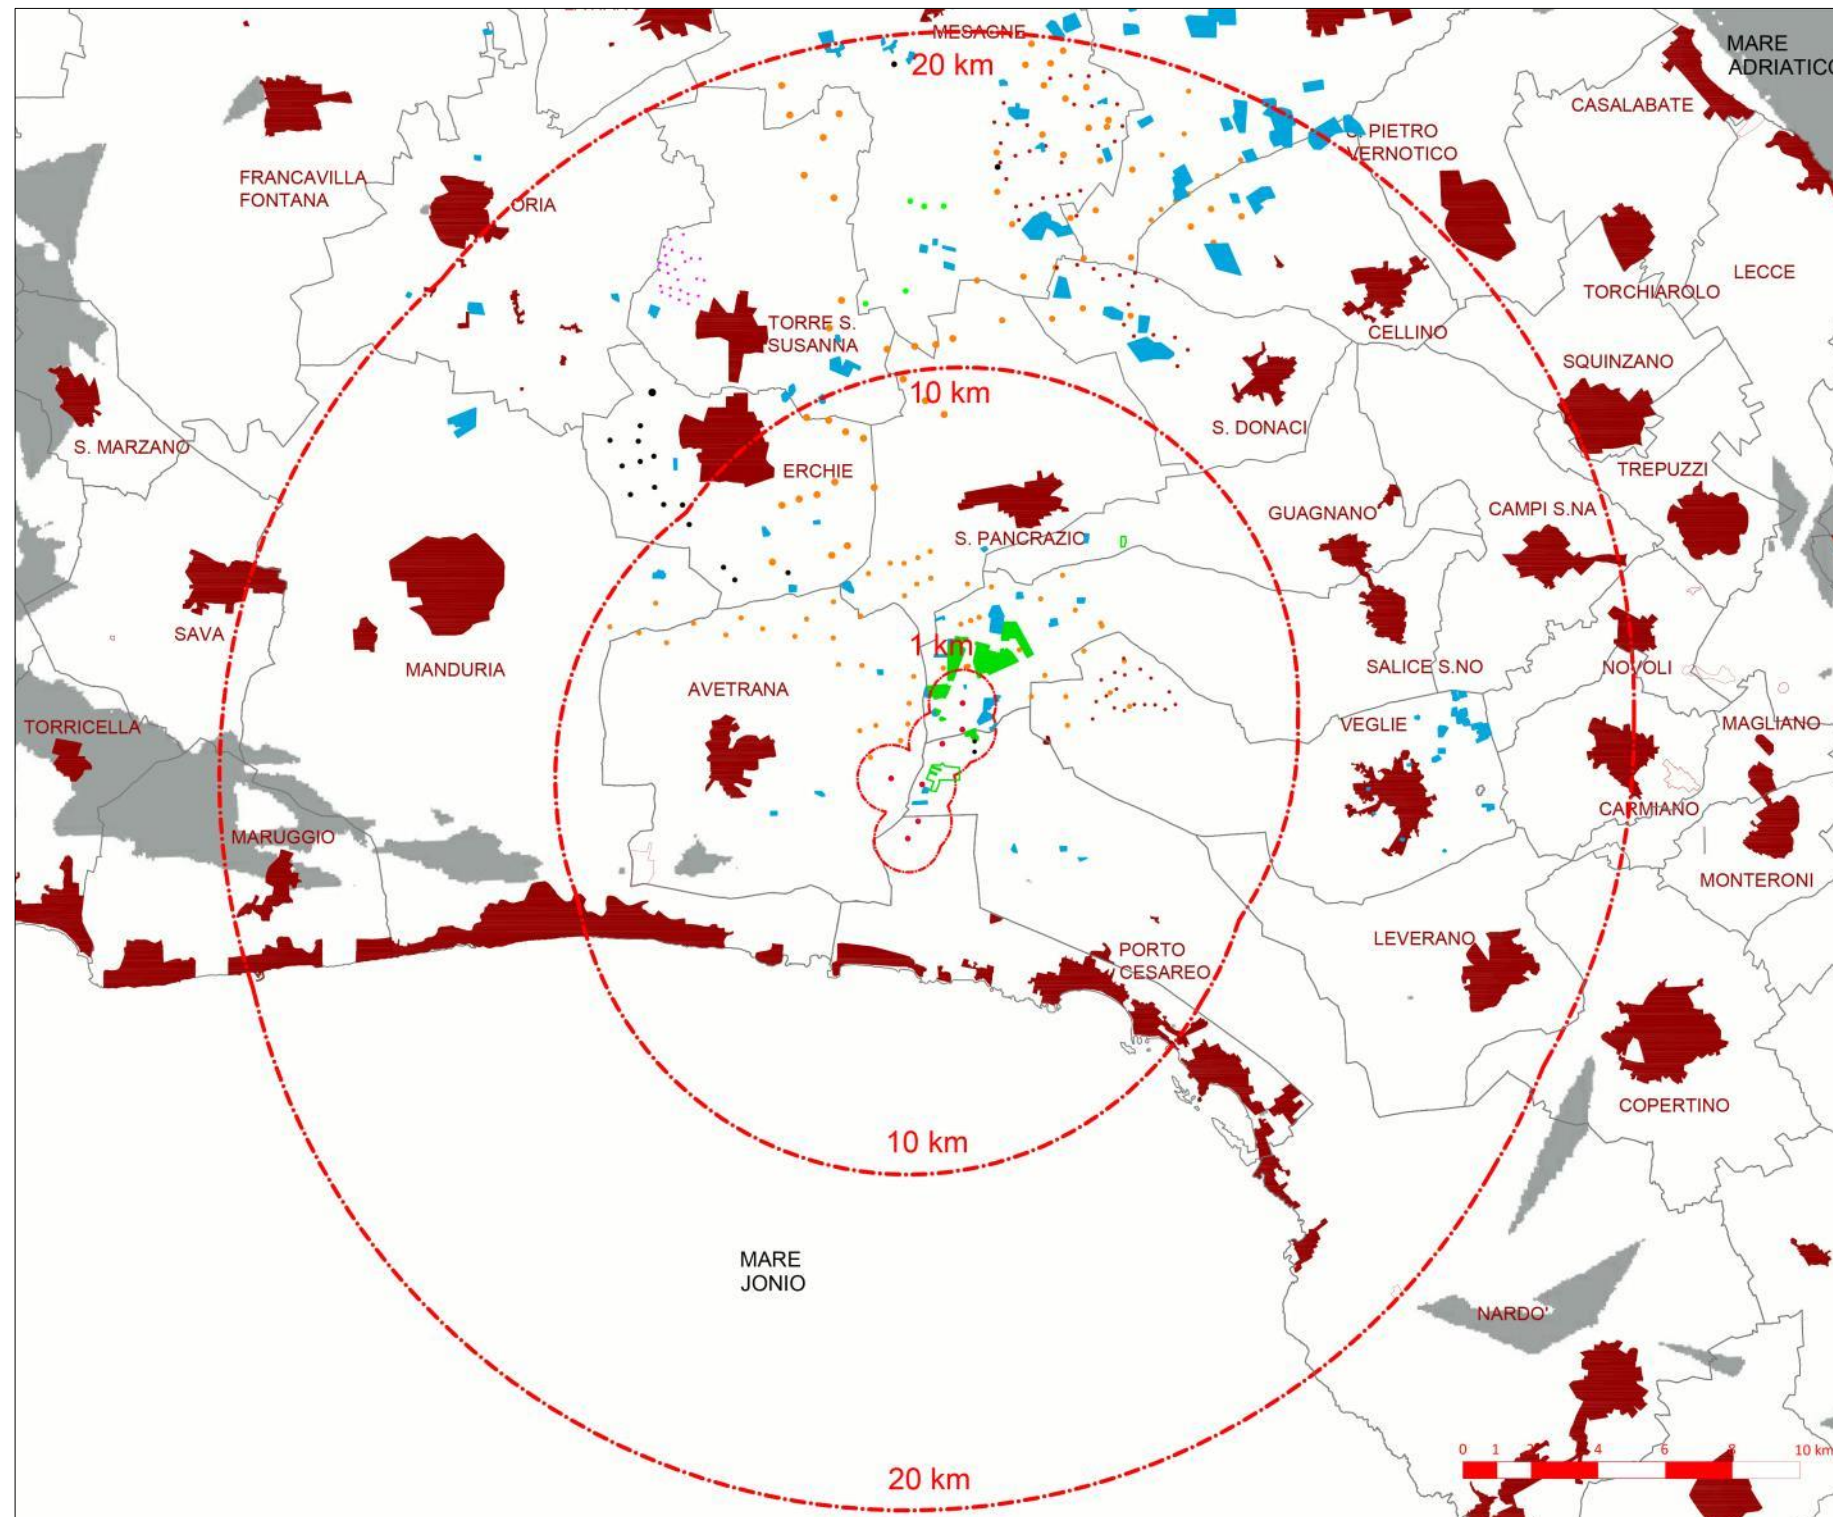 MESAGNE
20 km
MARE
ADRIATICO
CASALABATE
S. PIETRO
VERNOTICO
FRANCAVILLA
FONTANA
ORIA
LECCE
TORCHIAROLO
TORRE S.
SUSANNA
CELLINO
SQUINZANO
10 km
S. DONACI
S. MARZANO
ERCHIE
TREPUZZI
GUAGNANO
CAMPI S.NA
S. PANCRAZIO
SAVA
1 km
MANDURIA
SALICE S.NO
NOVOLI
AVETRANA
TORRICELLA
VEGLIE
MAGLIANO
CARMIANO
MARUGGIO
MONTERONI
LEVERANO
PORTO
CESAREO
COPERTINO
10 km
MARE
JONIO
NARDO'
0 1 2 4 6 8 10 km
20 km